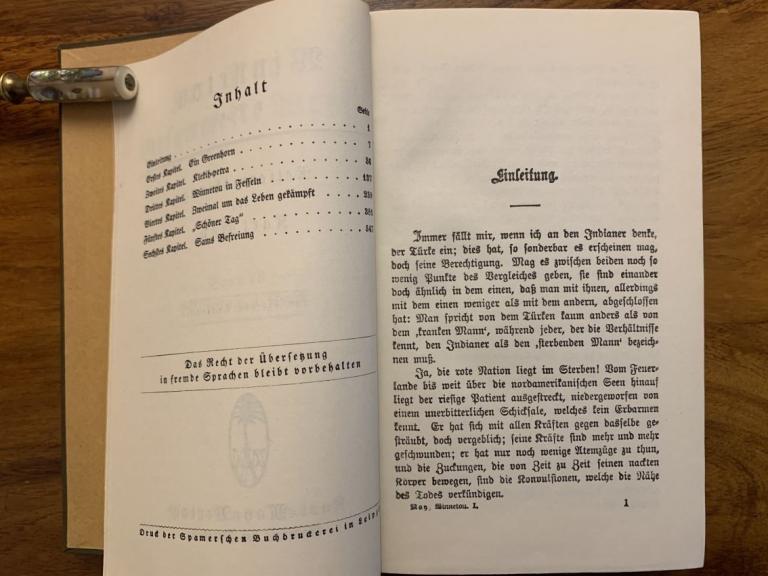 Inhalt
Seite
Einleitung . . . . . . . . . . . . . . . 1
Erstes Kapitel. Ein Greenhorn . . . . . . . . . . 7
Zweites Kapitel. Klekih-petra . . . . . . . . . . 84
Drittes Kapitel. Winnetou in Fesseln . . . . . . . .
Viertes Kapitel. Zweimal um das Leben gekämpft . . . .
Fünftes Kapitel. „Schöner Tag“ . . . . . . . . . .
Sechstes Kapitel. Sams Befreiung . . . . . . . . .
Das Recht der Übersetzung
in fremde Sprachen bleibt vorbehalten
Druck der Spamerschen Buchdruckerei in
Einleitung.
Immer fällt mir, wenn ich an den Indianer denke,
der Türke ein; dies hat, so sonderbar es erscheinen mag,
doch seine Berechtigung. Mag es zwischen beiden noch so
wenig Punkte des Vergleiches geben, sie sind einander
doch ähnlich in dem einen, daß man mit ihnen, allerdings
mit dem einen weniger als mit dem andern, abgeschlossen
hat: Man spricht von dem Türken kaum anders als von
dem ‚kranken Mann‘, während jeder, der die Verhältnisse
kennt, den Indianer als den ‚sterbenden Mann‘ bezeich-
nen muß.
Ja, die rote Nation liegt im Sterben! Vom Feuer-
lande bis weit über die nordamerikanischen Seen hinauf
liegt der riesige Patient ausgestreckt, niedergeworfen von
einem unerbitterlichen Schicksale, welches kein Erbarmen
kennt. Er hat sich mit allen Kräften gegen dasselbe ge-
sträubt, doch vergeblich; seine Kräfte sind mehr und mehr
geschwunden; er hat nur noch wenige Atemzüge zu thun,
und die Zuckungen, die von Zeit zu Zeit seinen nackten
Körper bewegen, sind die Konvulsionen, welche die Nähe
des Todes verkündigen.
May, Winnetou. I. 1